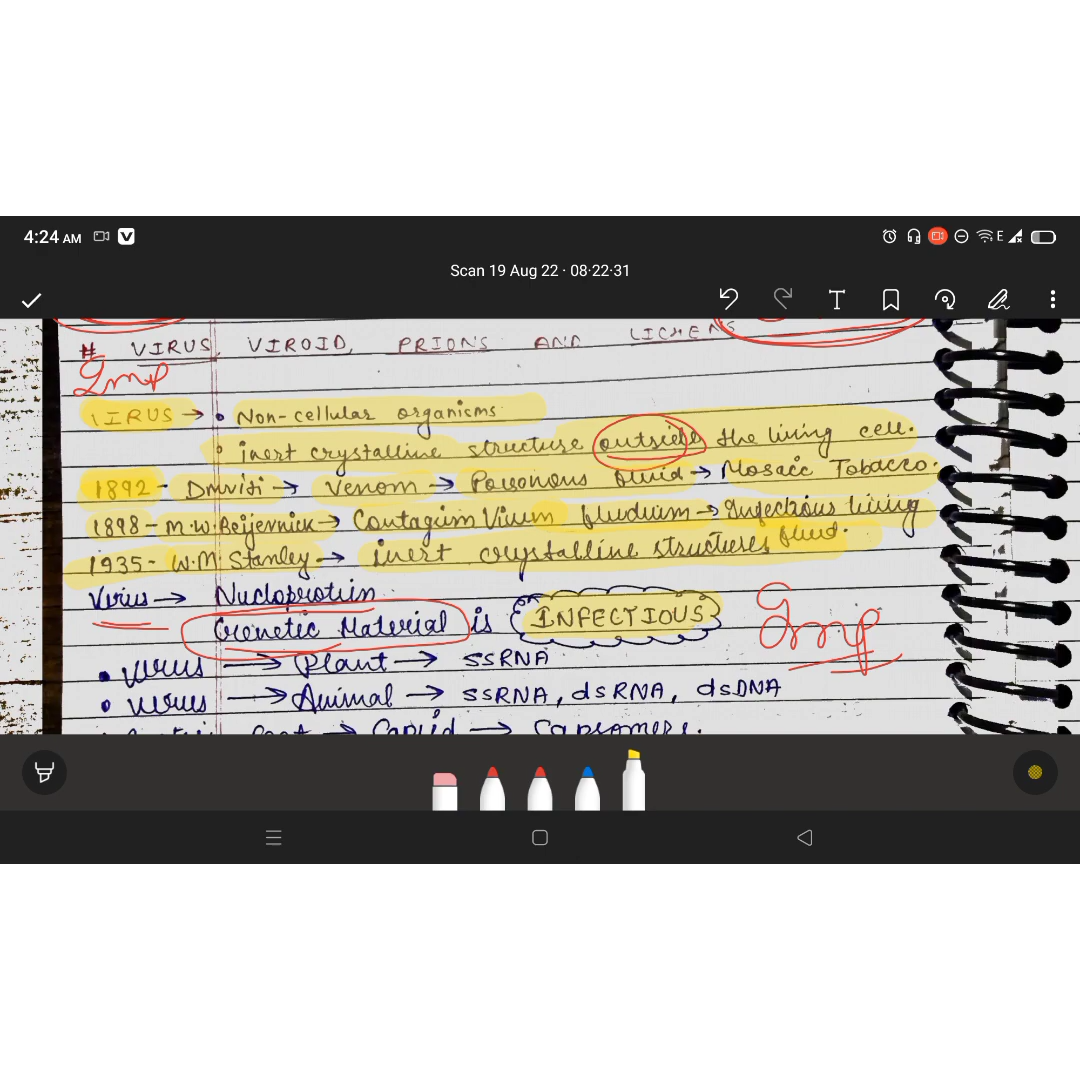 4:24 AM
Scan 19 Aug 22 · 08·22·31
# VIRUS, VIROID, PRIONS AND LICHENS
Imp
VIRUS → • Non-cellular organisms
• inert crystalline structure outside the living cell.
1892 - → Venom → Poisonous fluid → Mosaic Tobacco.
1898 - M.W. Beijernick → Contagium Vivum fluidium → Infectious living fluid.
1935 - W.M. Stanley → inert crystalline structures
Virus → Nucleoprotein
Genetic Material is INFECTIOUS Imp
• Virus → Plant → ssRNA
• Virus → Animal → ssRNA, dsRNA, dsDNA
→ Capsid → Capsomers.